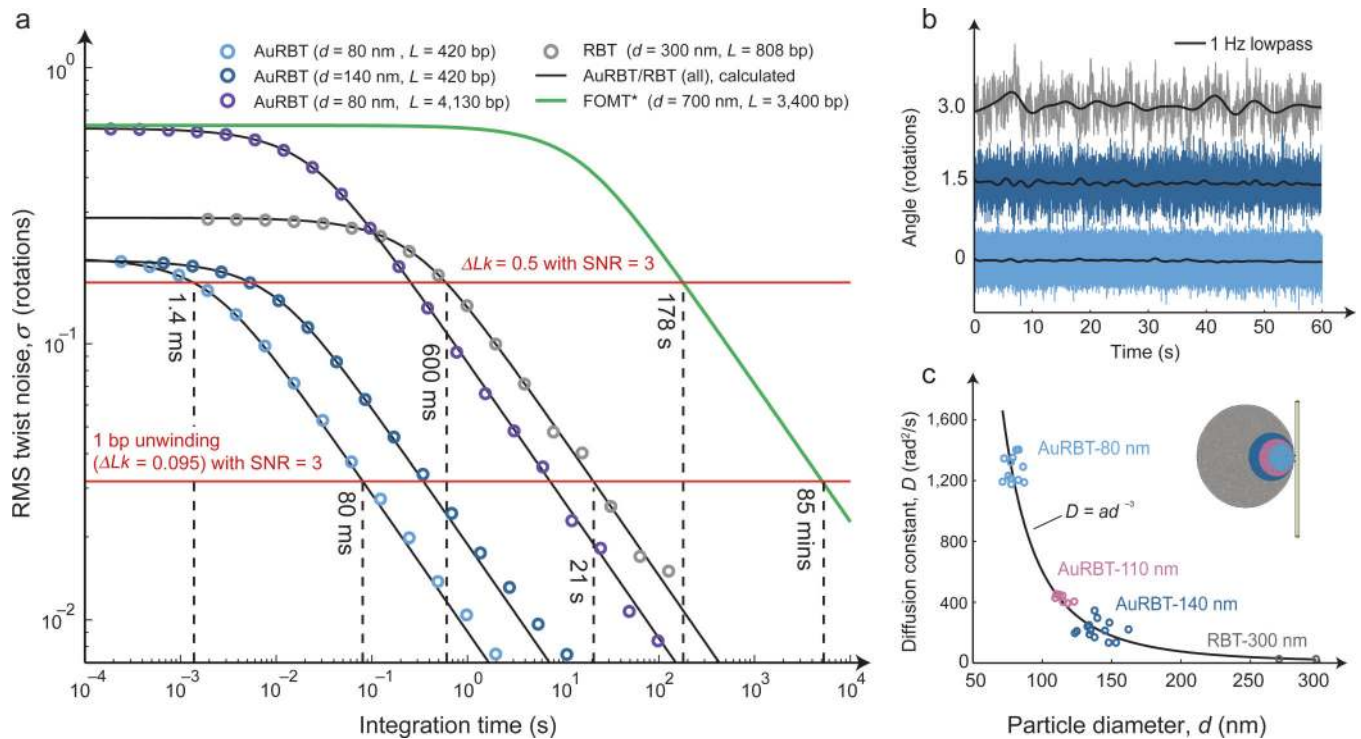 a
RMS twist noise, σ (rotations)
10⁰
10⁻¹
10⁻²
AuRBT (d = 80 nm , L = 420 bp)
AuRBT (d =140 nm, L = 420 bp)
AuRBT (d = 80 nm, L = 4,130 bp)
RBT (d = 300 nm, L = 808 bp)
AuRBT/RBT (all), calculated
FOMT* (d = 700 nm, L = 3,400 bp)
ΔLk = 0.5 with SNR = 3
1.4 ms
600 ms
178 s
1 bp unwinding
(ΔLk = 0.095) with SNR = 3
80 ms
21 s
85 mins
10⁻⁴ 10⁻³ 10⁻² 10⁻¹ 10⁰ 10¹ 10² 10³ 10⁴
Integration time (s)
b
1 Hz lowpass
Angle (rotations)
3.0
1.5
0
0 10 20 30 40 50 60
Time (s)
c
Diffusion constant, D (rad²/s)
1,600
1,200
800
400
0
AuRBT-80 nm
D = ad ⁻³
AuRBT-110 nm
AuRBT-140 nm
RBT-300 nm
50 100 150 200 250 300
Particle diameter, d (nm)